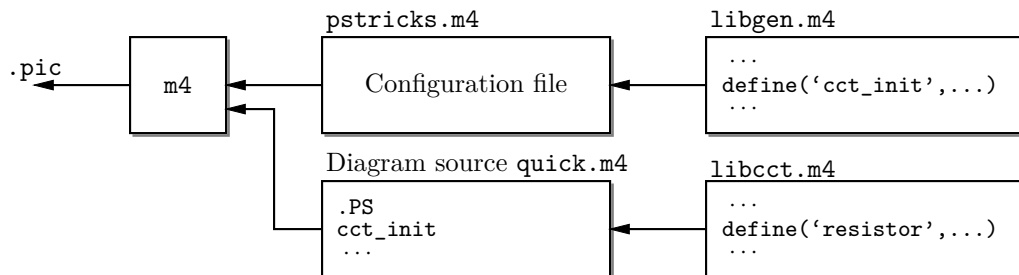 pstricks.m4
libgen.m4
.pic
m4
Configuration file
...
define(‘cct_init’,...)
...
Diagram source quick.m4
libcct.m4
.PS
cct_init
...
...
define(‘resistor’,...)
...